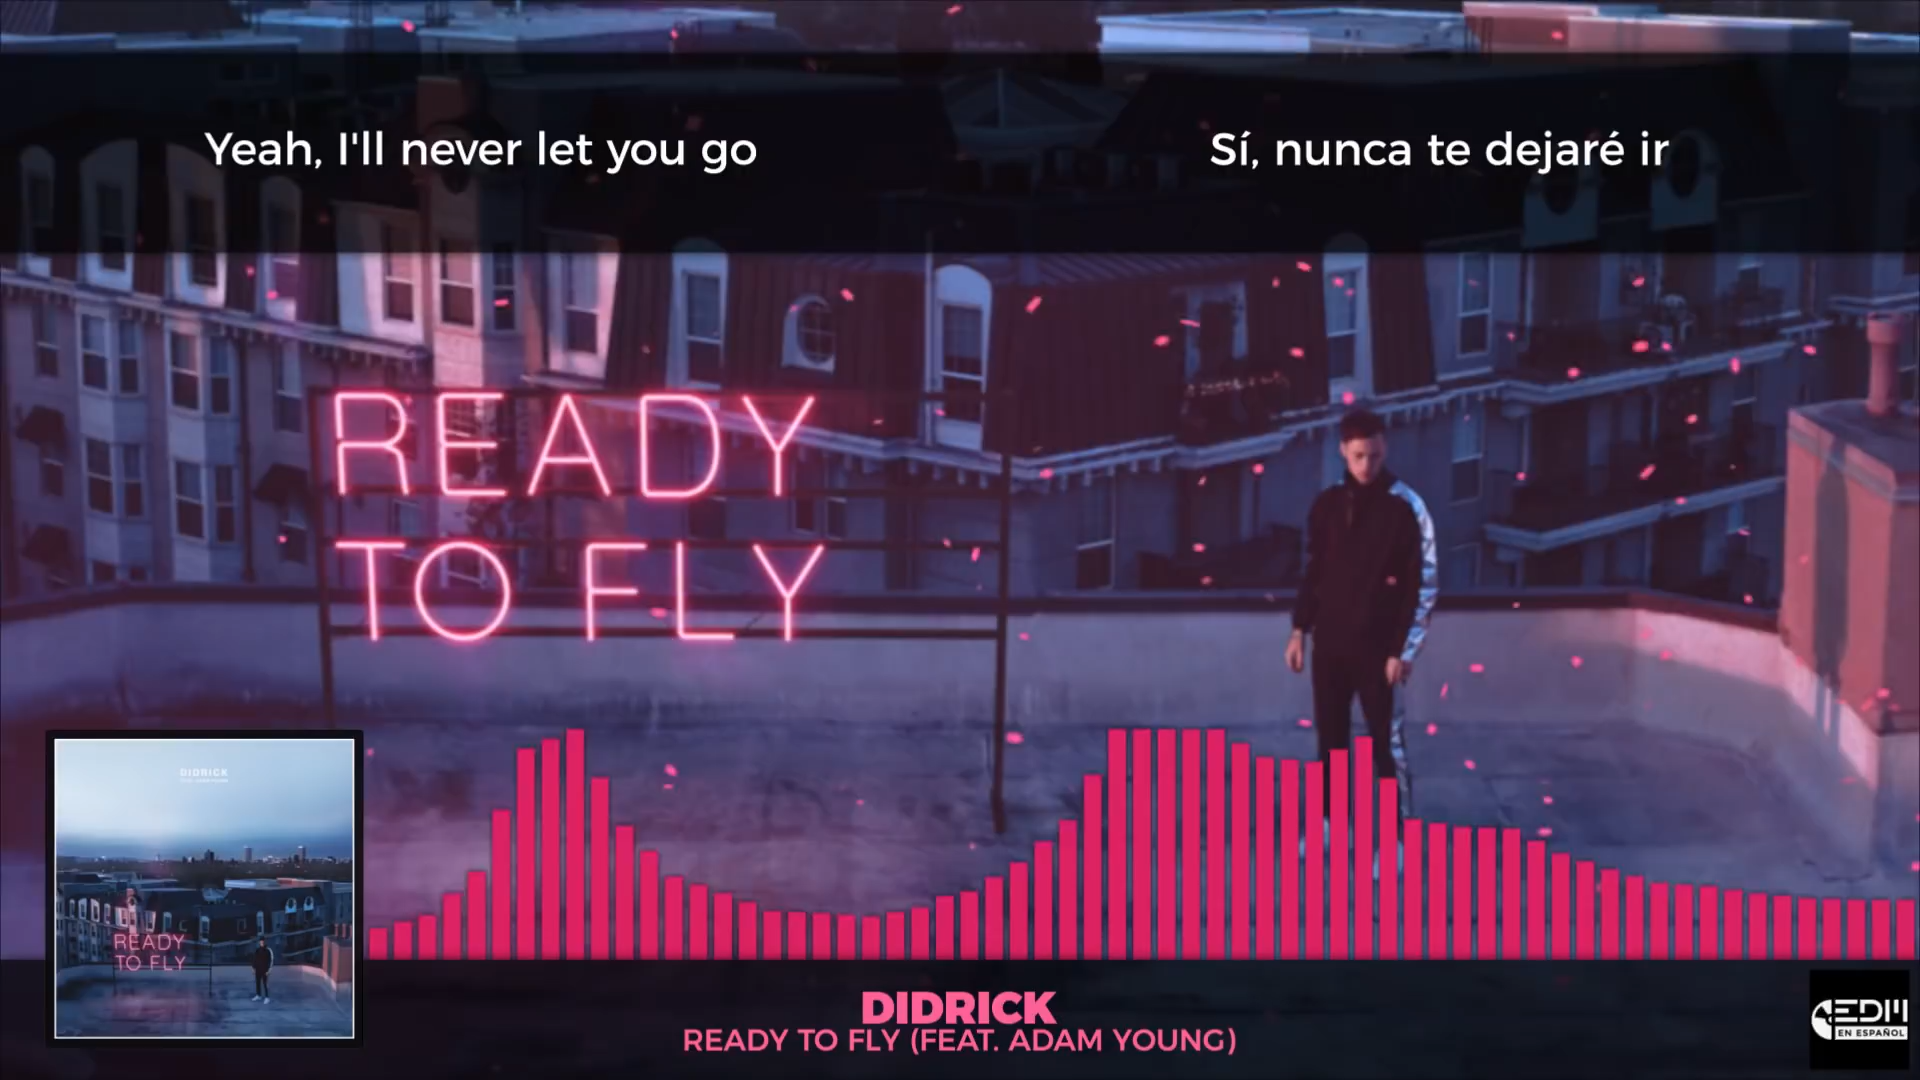 Yeah, I'll never let you go
Sí, nunca te dejaré ir
READY
TO FLY
DIDRICK
READY
TO FLY
DIDRICK
READY TO FLY (FEAT. ADAM YOUNG)
EDM
EN ESPAÑOL